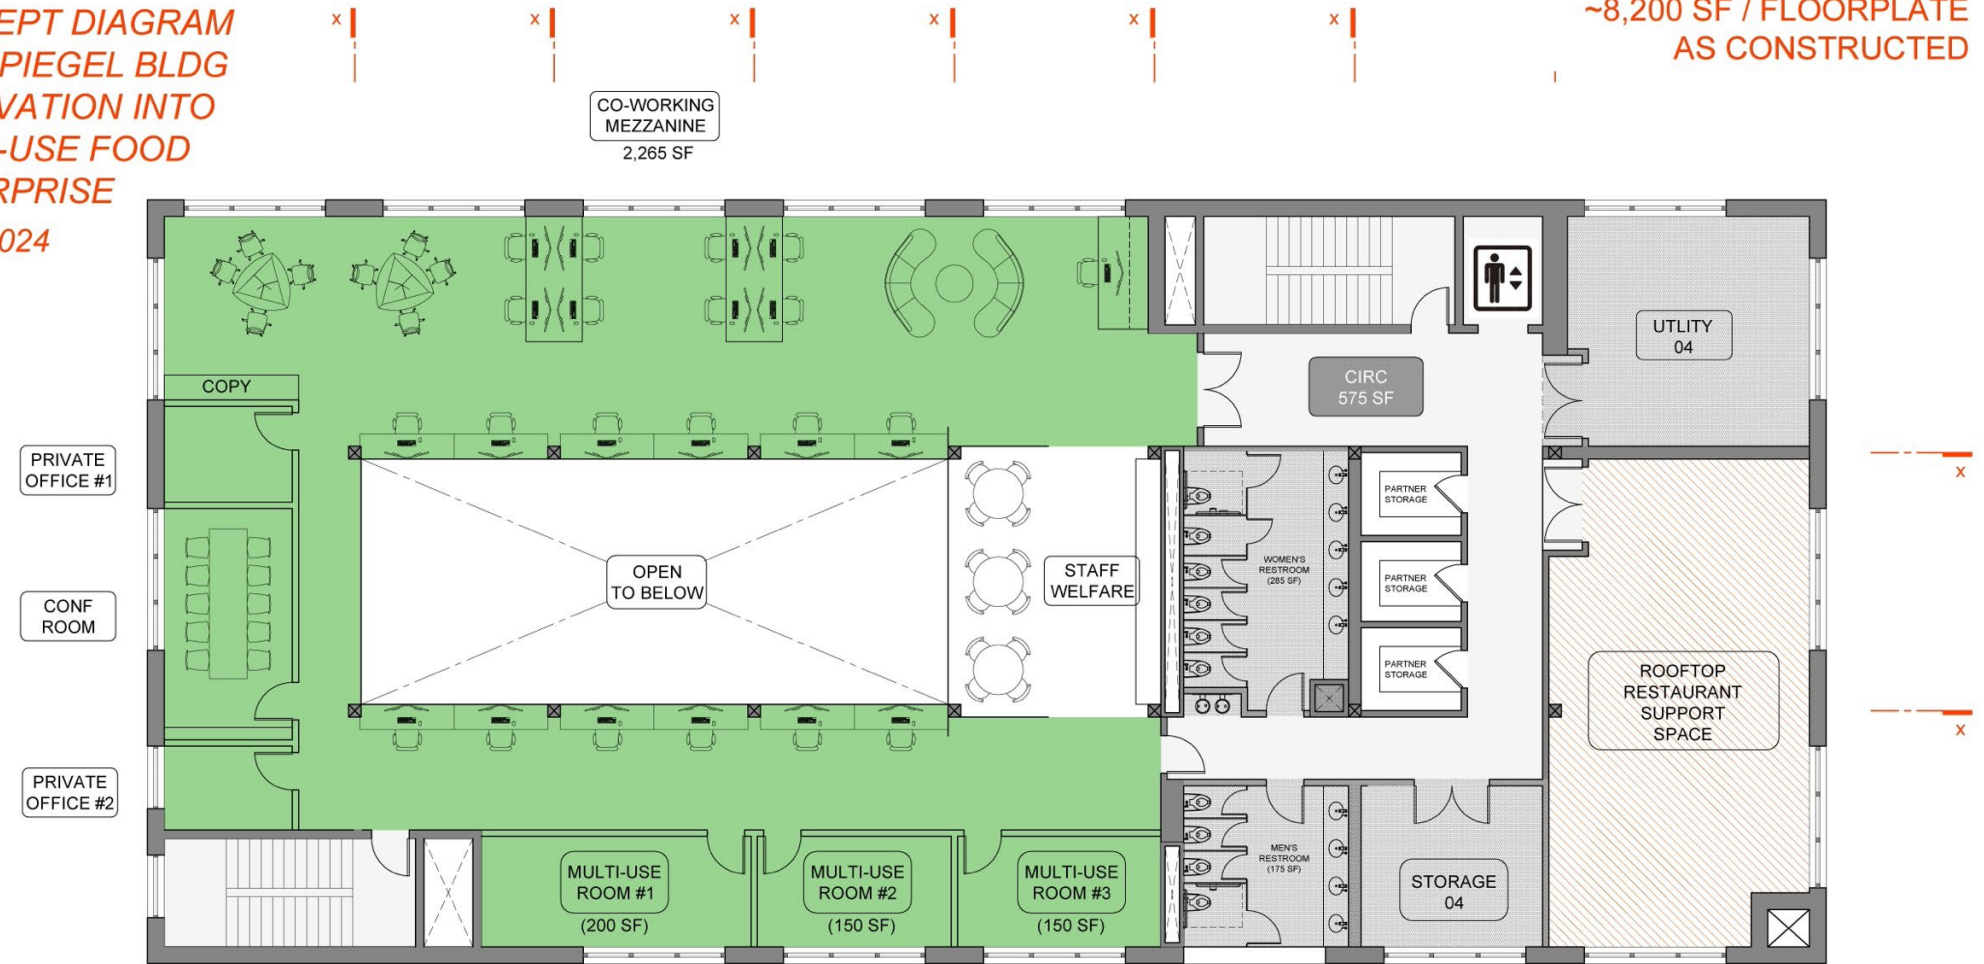 EPT DIAGRAM
PIEGEL BLDG
VATION INTO
-USE FOOD
RPRISE
024
x
x
x
x
x
x
~8,200 SF / FLOORPLATE
AS CONSTRUCTED
CO-WORKING
MEZZANINE
2,265 SF
UTLITY
04
CIRC
575 SF
COPY
PRIVATE
OFFICE #1
x
PARTNER
STORAGE
OPEN
TO BELOW
STAFF
WELFARE
WOMEN'S
RESTROOM
(285 SF)
PARTNER
STORAGE
CONF
ROOM
PARTNER
STORAGE
ROOFTOP
RESTAURANT
SUPPORT
SPACE
x
PRIVATE
OFFICE #2
MULTI-USE
ROOM #1
(200 SF)
MULTI-USE
ROOM #2
(150 SF)
MULTI-USE
ROOM #3
(150 SF)
MEN'S
RESTROOM
(175 SF)
STORAGE
04